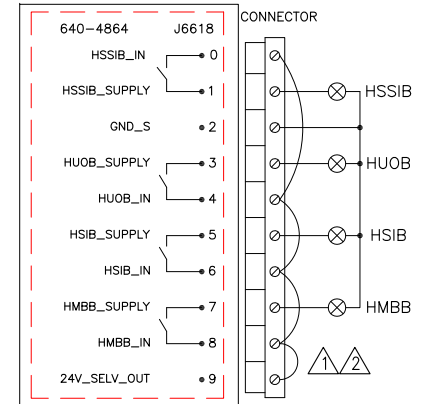 CONNECTOR
640-4864 J6618
HSSIB_IN 0
HSSIB_SUPPLY 1 HSSIB
GND_S 2
HUOB_SUPPLY 3 HUOB
HUOB_IN 4
HSIB_SUPPLY 5 HSIB
HSIB_IN 6
HMBB_SUPPLY 7 HMBB
HMBB_IN 8
24V_SELV_OUT 9
1 2